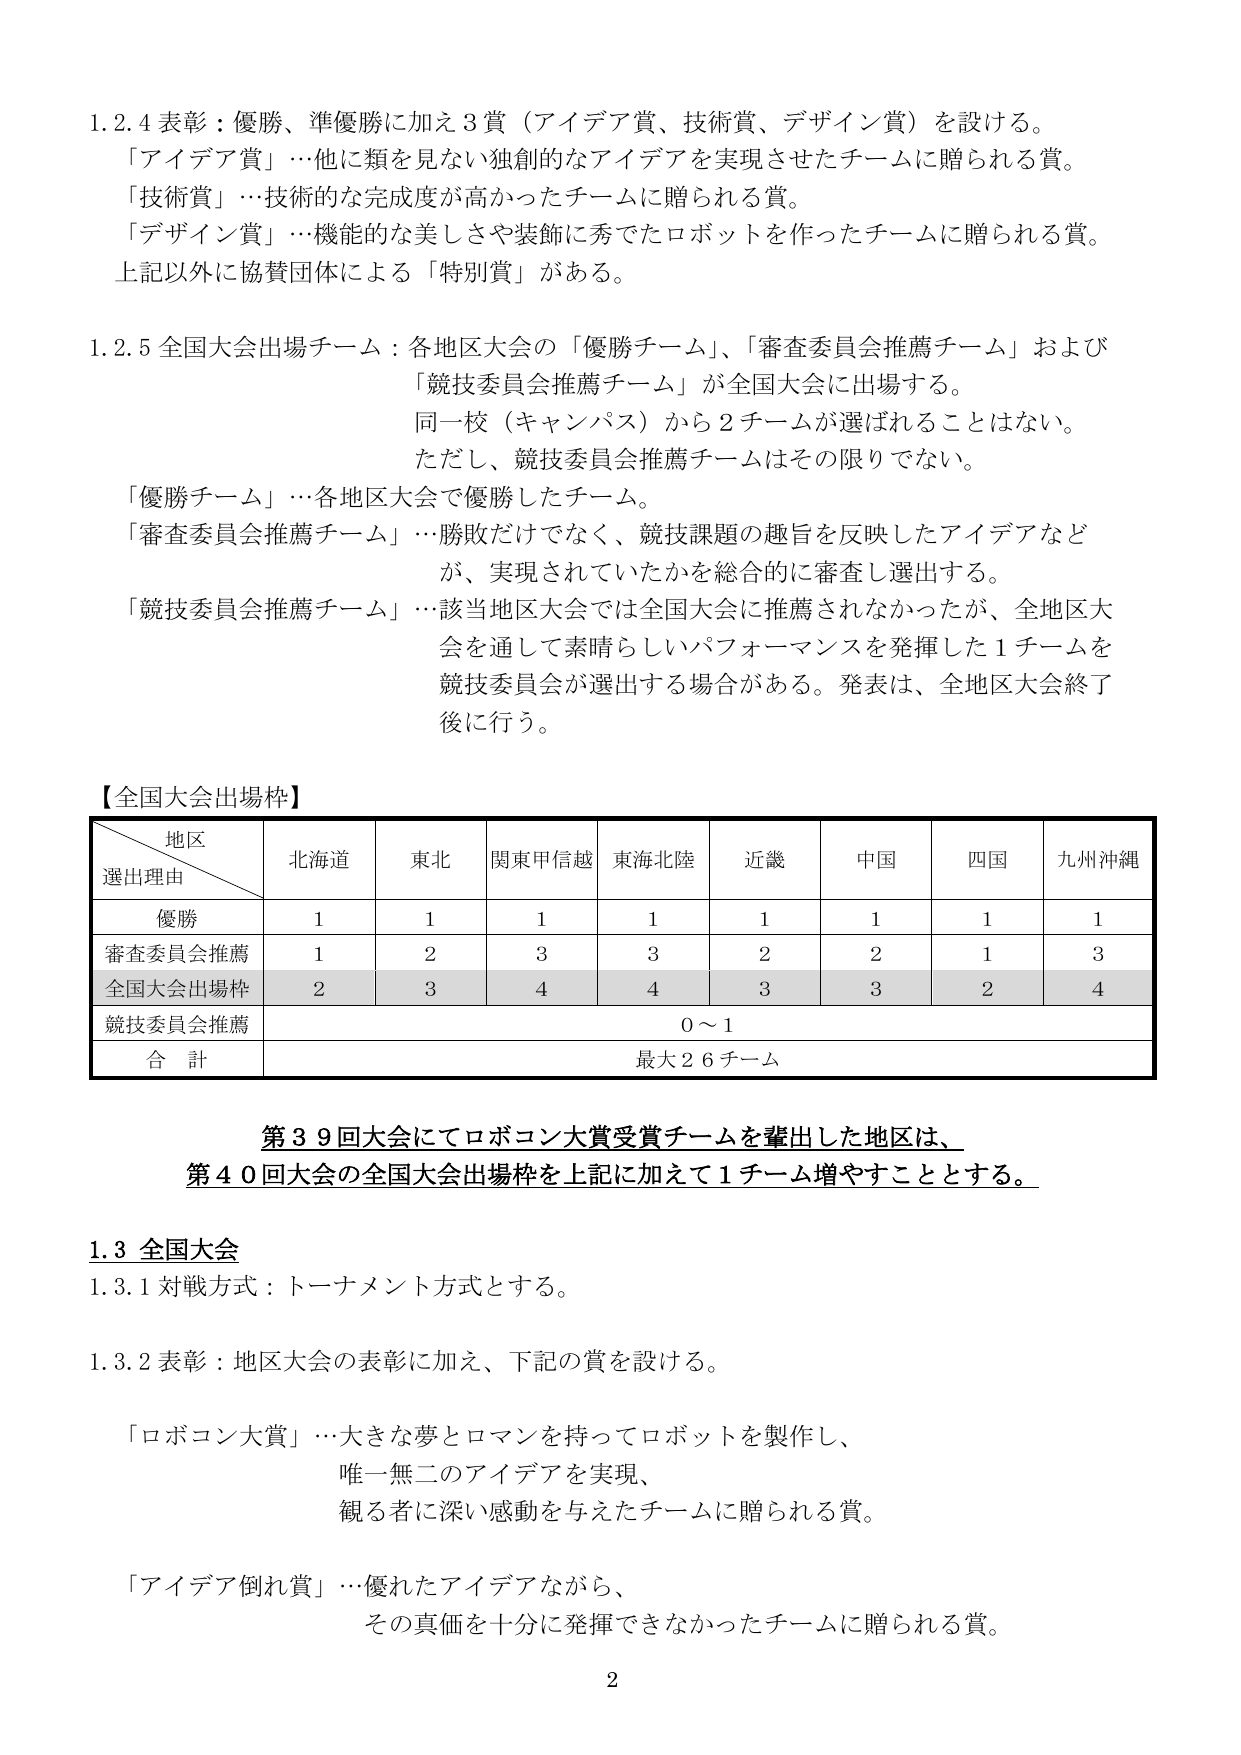 1.2.4 表彰：優勝、準優勝に加え３賞（アイデア賞、技術賞、デザイン賞）を設ける。
「アイデア賞」…他に類を見ない独創的なアイデアを実現させたチームに贈られる賞。
「技術賞」…技術的な完成度が高かったチームに贈られる賞。
「デザイン賞」…機能的な美しさや装飾に秀でたロボットを作ったチームに贈られる賞。
上記以外に協賛団体による「特別賞」がある。
1.2.5 全国大会出場チーム：各地区大会の「優勝チーム」、「審査委員会推薦チーム」および
「競技委員会推薦チーム」が全国大会に出場する。
同一校（キャンパス）から２チームが選ばれることはない。
ただし、競技委員会推薦チームはその限りでない。
「優勝チーム」…各地区大会で優勝したチーム。
「審査委員会推薦チーム」…勝敗だけでなく、競技課題の趣旨を反映したアイデアなど
が、実現されていたかを総合的に審査し選出する。
「競技委員会推薦チーム」…該当地区大会では全国大会に推薦されなかったが、全地区大
会を通して素晴らしいパフォーマンスを発揮した１チームを
競技委員会が選出する場合がある。発表は、全地区大会終了
後に行う。
【全国大会出場枠】
地区
選出理由 北海道 東北 関東甲信越 東海北陸 近畿 中国 四国 九州沖縄
優勝 １ １ １ １ １ １ １ １
審査委員会推薦 １ ２ ３ ３ ２ ２ １ ３
全国大会出場枠 ２ ３ ４ ４ ３ ３ ２ ４
競技委員会推薦 ０～１
合　計 最大２６チーム
第３９回大会にてロボコン大賞受賞チームを輩出した地区は、
第４０回大会の全国大会出場枠を上記に加えて１チーム増やすこととする。
1.3 全国大会
1.3.1 対戦方式：トーナメント方式とする。
1.3.2 表彰：地区大会の表彰に加え、下記の賞を設ける。
「ロボコン大賞」…大きな夢とロマンを持ってロボットを製作し、
唯一無二のアイデアを実現、
観る者に深い感動を与えたチームに贈られる賞。
「アイデア倒れ賞」…優れたアイデアながら、
その真価を十分に発揮できなかったチームに贈られる賞。
2